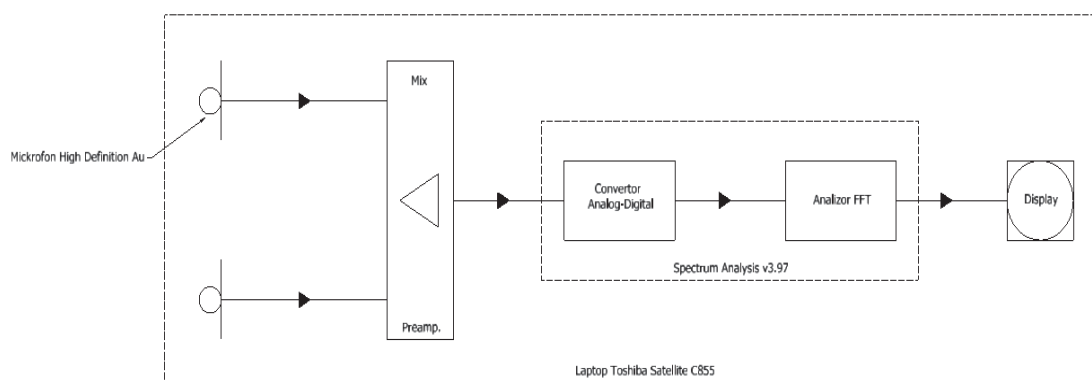 Mix
Mickrofon High Definition Au
Convertor
Analog-Digital
Analizor FFT
Display
Spectrum Analysis v3.97
Preamp.
Laptop Toshiba Satellite C855